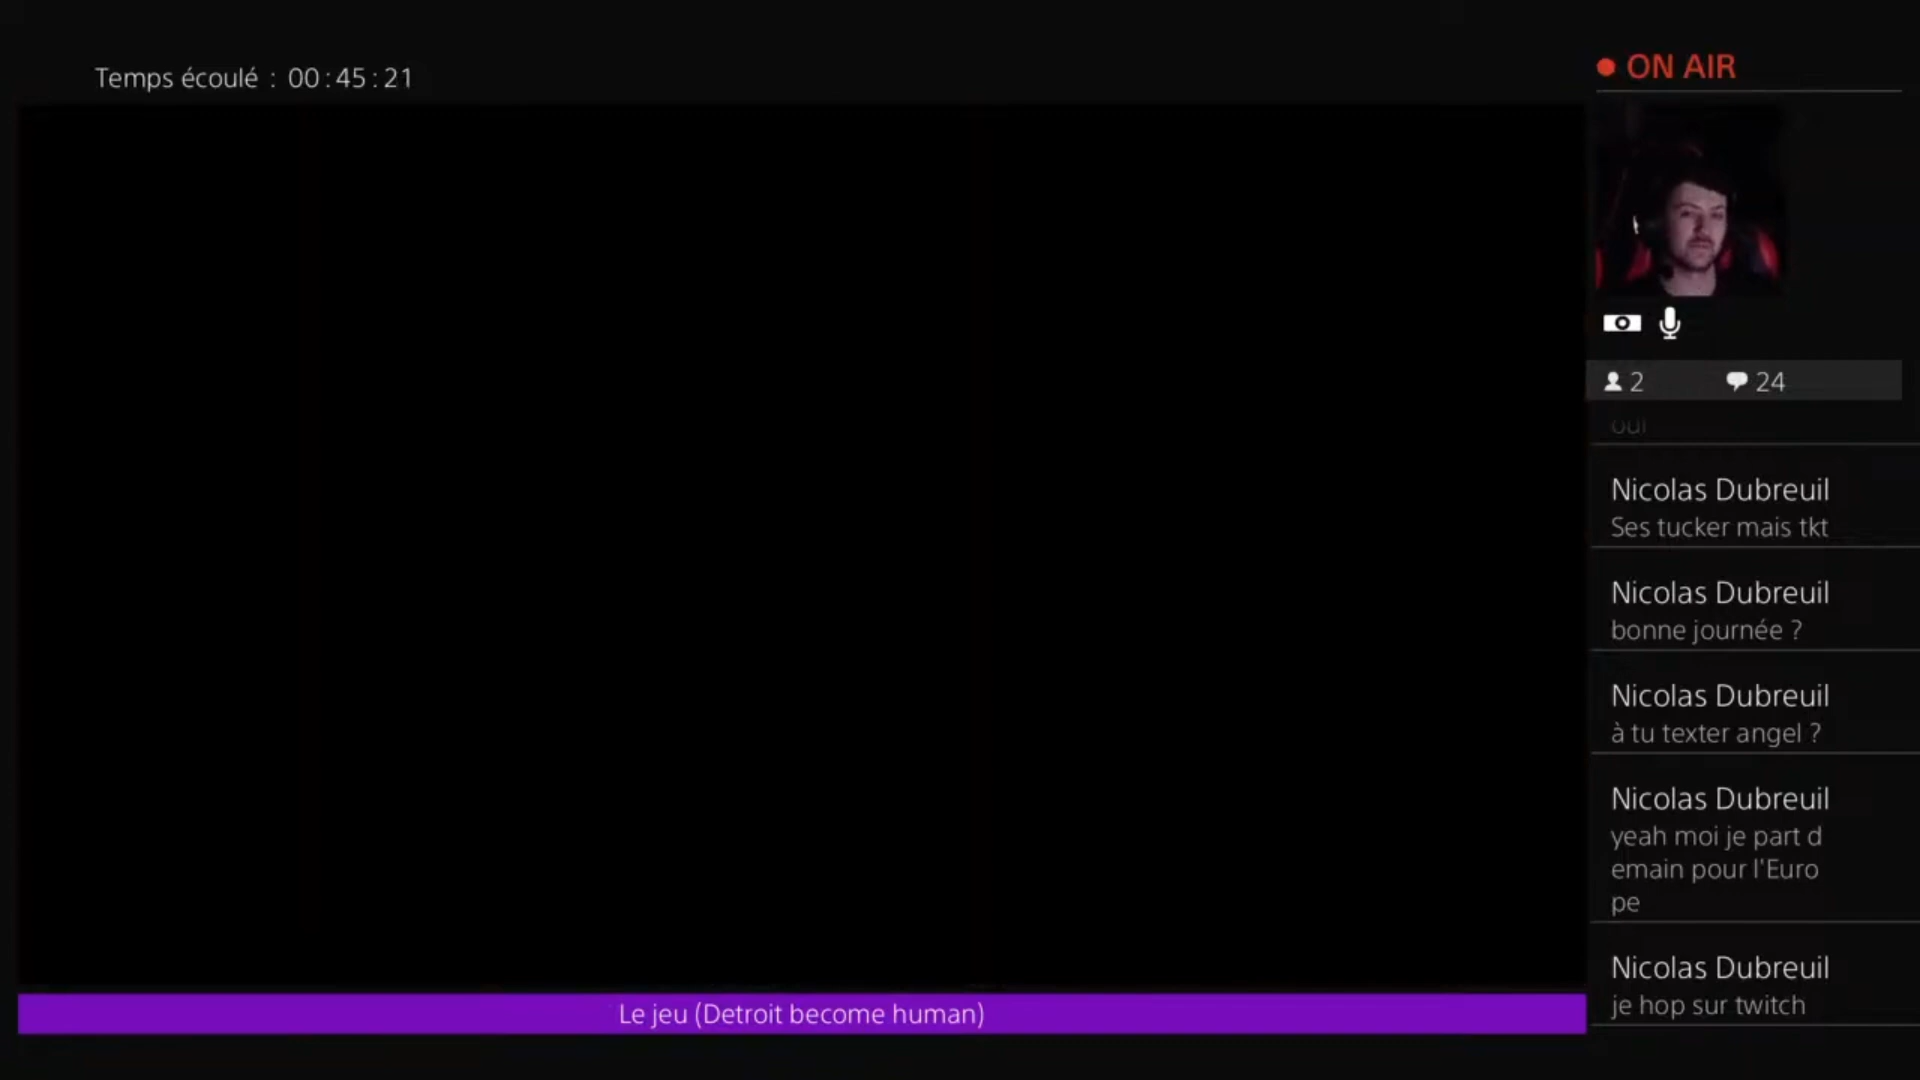 Temps écoulé : 00:45:21
ON AIR
2
24
oui
Nicolas Dubreuil
Ses tucker mais tkt
Nicolas Dubreuil
bonne journée ?
Nicolas Dubreuil
à tu texter angel ?
Nicolas Dubreuil
yeah moi je part d
emain pour l'Euro
pe
Nicolas Dubreuil
je hop sur twitch
Le jeu (Detroit become human)